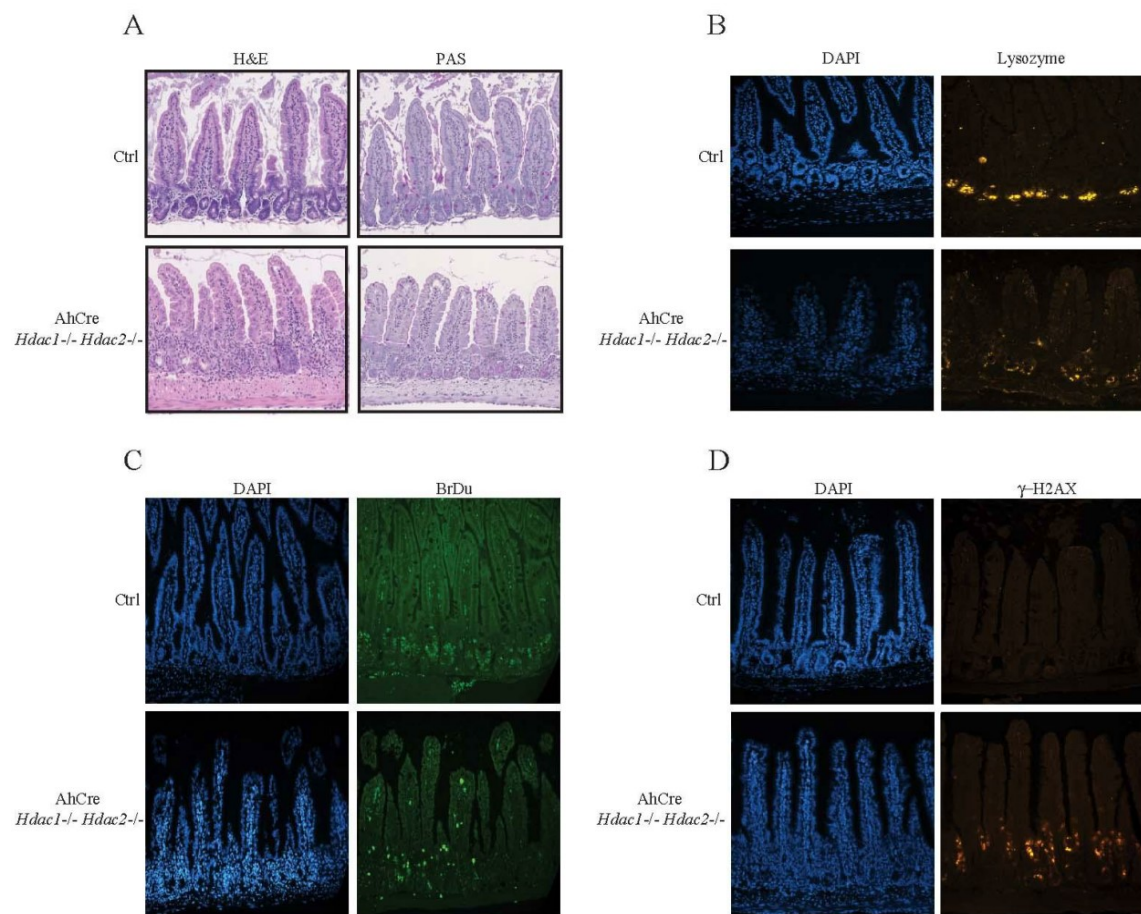 A
H&E PAS
Ctrl
AhCre
Hdac1-/- Hdac2-/-
B
DAPI Lysozyme
Ctrl
AhCre
Hdac1-/- Hdac2-/-
C
DAPI BrDu
Ctrl
AhCre
Hdac1-/- Hdac2-/-
D
DAPI γ-H2AX
Ctrl
AhCre
Hdac1-/- Hdac2-/-